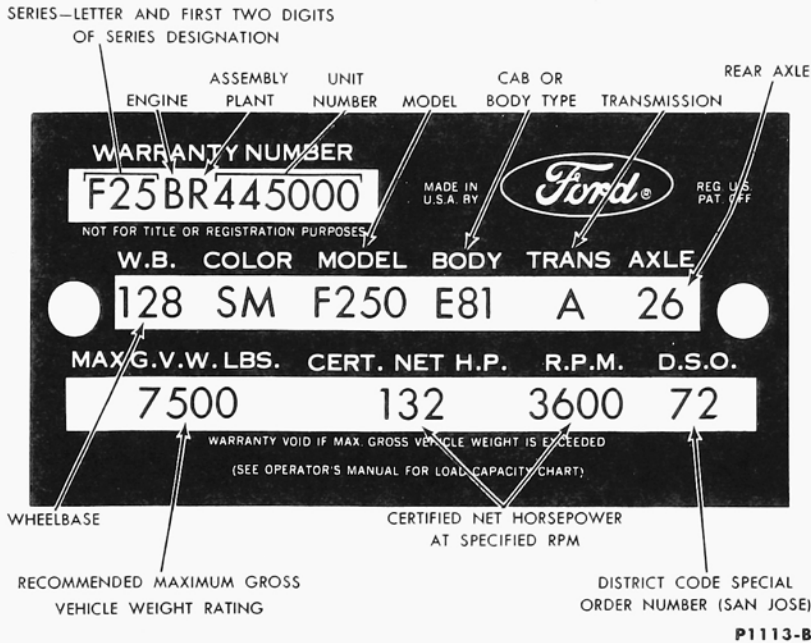 SERIES—LETTER AND FIRST TWO DIGITS
OF SERIES DESIGNATION
ENGINE
ASSEMBLY
PLANT
UNIT
NUMBER
MODEL
CAB OR
BODY TYPE
TRANSMISSION
REAR AXLE
WARRANTY NUMBER
F25BR445000
NOT FOR TITLE OR REGISTRATION PURPOSES
MADE IN
U.S.A. BY
Ford ®
REG. U.S.
PAT. OFF
W.B. COLOR MODEL BODY TRANS AXLE
128 SM F250 E81 A 26
MAX G.V.W. LBS. CERT. NET H.P. R.P.M. D.S.O.
7500 132 3600 72
WARRANTY VOID IF MAX. GROSS VEHICLE WEIGHT IS EXCEEDED
(SEE OPERATOR'S MANUAL FOR LOAD CAPACITY CHART)
WHEELBASE
CERTIFIED NET HORSEPOWER
AT SPECIFIED RPM
RECOMMENDED MAXIMUM GROSS
VEHICLE WEIGHT RATING
DISTRICT CODE SPECIAL
ORDER NUMBER (SAN JOSE)
P1113-B